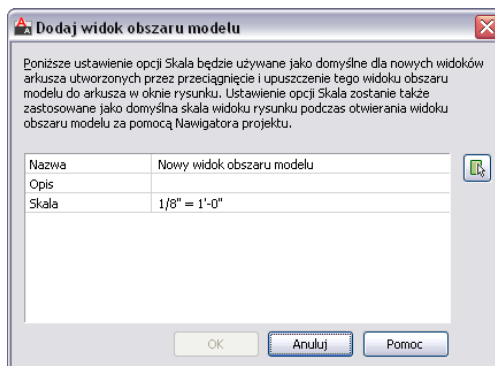 Dodaj widok obszaru modelu
Poniższe ustawienie opcji Skala będzie używane jako domyślne dla nowych widoków
arkusza utworzonych przez przeciągnięcie i upuszczenie tego widoku obszaru
modelu do arkusza w oknie rysunku. Ustawienie opcji Skala zostanie także
zastosowane jako domyślna skala widoku rysunku podczas otwierania widoku
obszaru modelu za pomocą Nawigatora projektu.
Nazwa Nowy widok obszaru modelu
Opis
Skala 1/8" = 1'-0"
OK Anuluj Pomoc